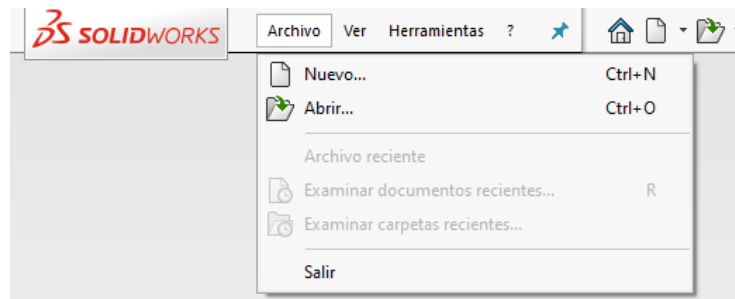 SOLIDWORKS Archivo Ver Herramientas ?
Nuevo... Ctrl+N
Abrir... Ctrl+O
Archivo reciente
Examinar documentos recientes... R
Examinar carpetas recientes...
Salir